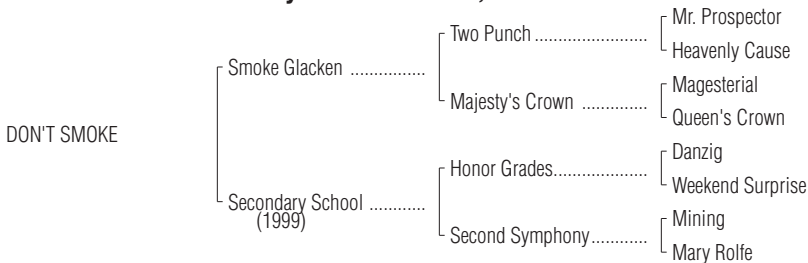 Mr. Prospector
Two Punch ........................
Heavenly Cause
Smoke Glacken ................
Magesterial
Majesty's Crown ..............
Queen's Crown
DON'T SMOKE
Danzig
Honor Grades....................
Weekend Surprise
Secondary School ............
(1999)
Mining
Second Symphony............
Mary Rolfe